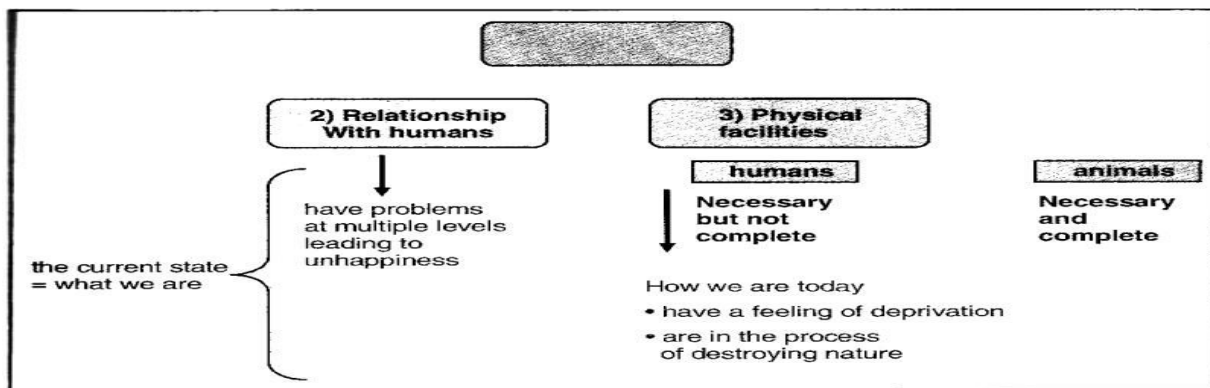 2) Relationship
With humans
3) Physical
facilities
humans
animals
have problems
at multiple levels
leading to
unhappiness
Necessary
but not
complete
Necessary
and
complete
the current state
= what we are
How we are today
• have a feeling of deprivation
• are in the process
of destroying nature